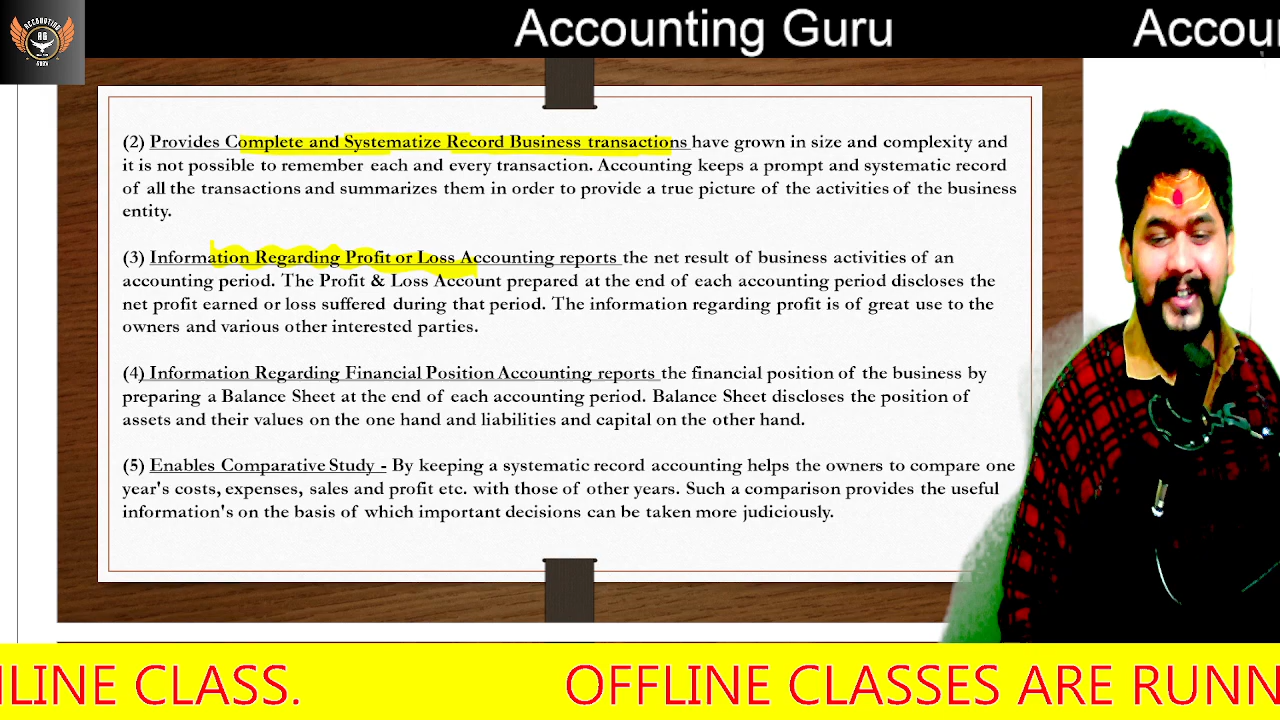 ACCOUNTING
AG
GURU
Accounting Guru
Accou
(2) Provides Complete and Systematize Record Business transactions have grown in size and complexity and
it is not possible to remember each and every transaction. Accounting keeps a prompt and systematic record
of all the transactions and summarizes them in order to provide a true picture of the activities of the business
entity.
(3) Information Regarding Profit or Loss Accounting reports the net result of business activities of an
accounting period. The Profit & Loss Account prepared at the end of each accounting period discloses the
net profit earned or loss suffered during that period. The information regarding profit is of great use to the
owners and various other interested parties.
(4) Information Regarding Financial Position Accounting reports the financial position of the business by
preparing a Balance Sheet at the end of each accounting period. Balance Sheet discloses the position of
assets and their values on the one hand and liabilities and capital on the other hand.
(5) Enables Comparative Study - By keeping a systematic record accounting helps the owners to compare one
year's costs, expenses, sales and profit etc. with those of other years. Such a comparison provides the useful
information's on the basis of which important decisions can be taken more judiciously.
NLINE CLASS. OFFLINE CLASSES ARE RUNN